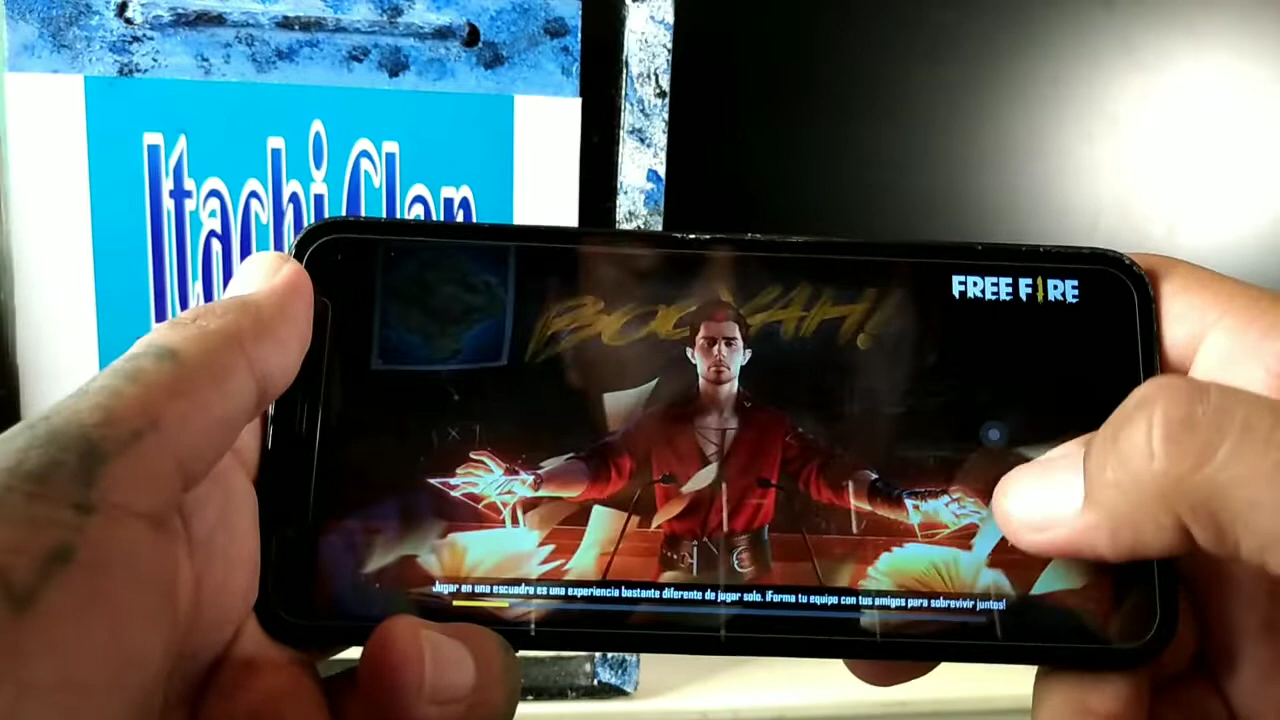 Itachi Clan
FREE FIRE
BOOYAH!
Jugar en una escuadra es una experiencia bastante diferente de jugar solo. ¡Forma tu equipo con tus amigos para sobrevivir juntos!